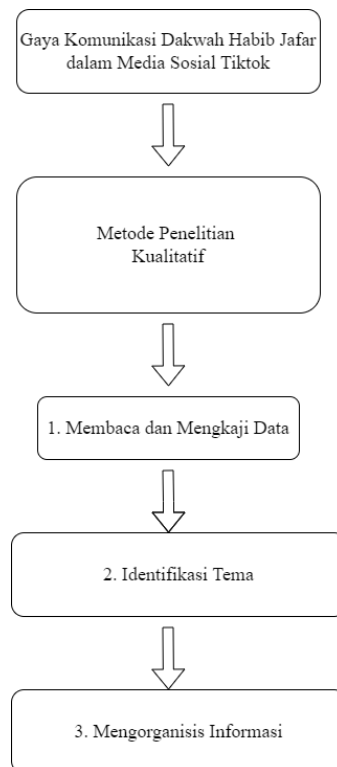 Gaya Komunikasi Dakwah Habib Jafar
dalam Media Sosial Tiktok
Metode Penelitian
Kualitatif
1. Membaca dan Mengkaji Data
2. Identifikasi Tema
3. Mengorganisis Informasi